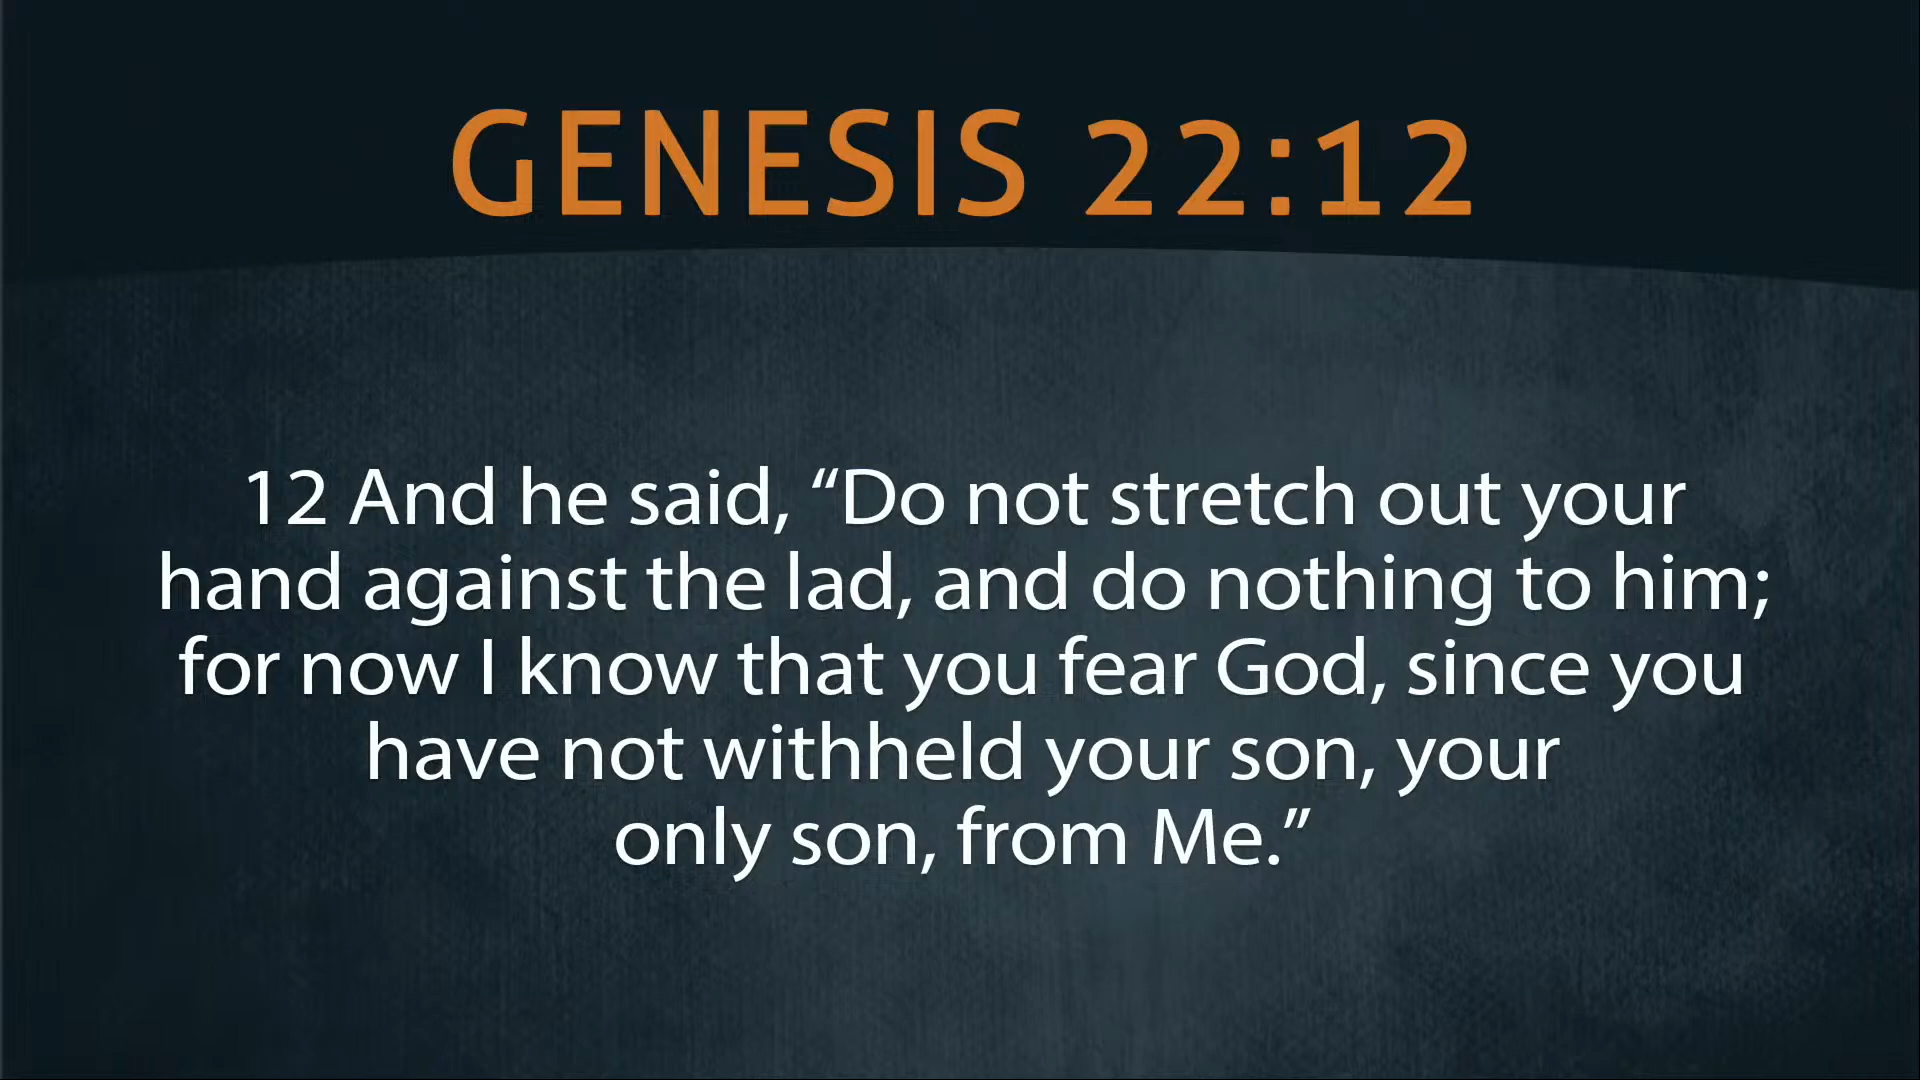 GENESIS 22:12
12 And he said, “Do not stretch out your
hand against the lad, and do nothing to him;
for now I know that you fear God, since you
have not withheld your son, your
only son, from Me.”